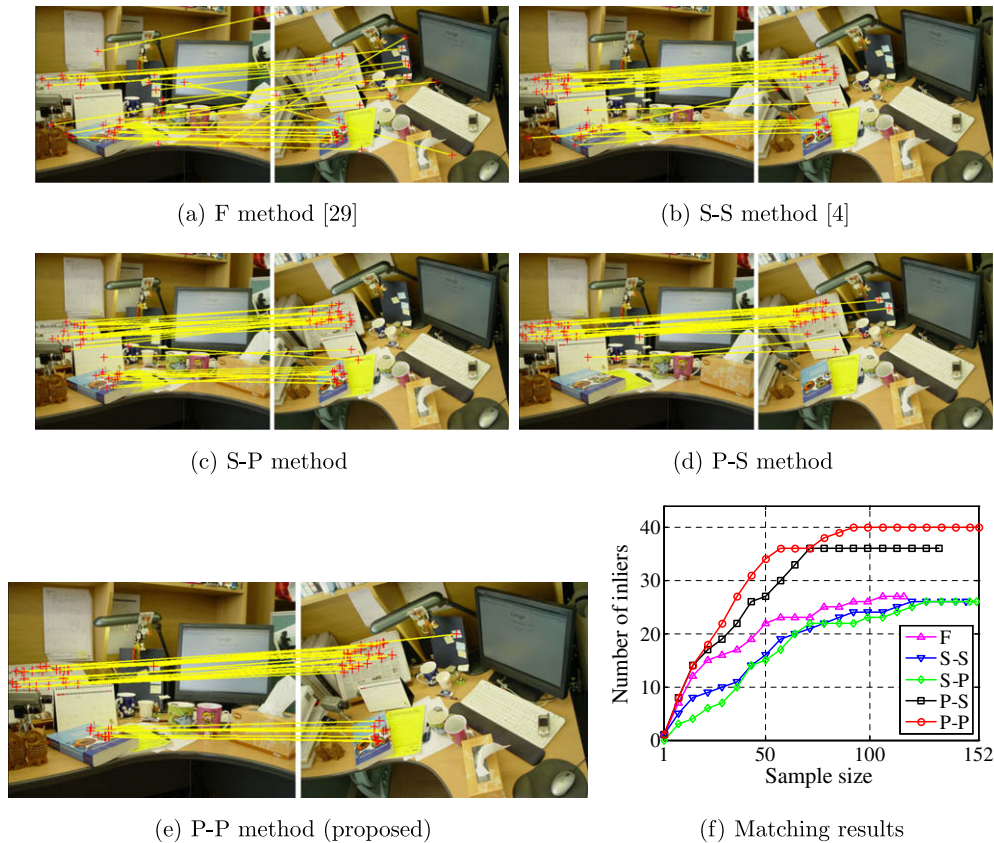 (a) F method [29]
(b) S-S method [4]
(c) S-P method
(d) P-S method
(e) P-P method (proposed)
Number of inliers
40
30
20
10
0
F
S-S
S-P
P-S
P-P
1
50
100
152
Sample size
(f) Matching results